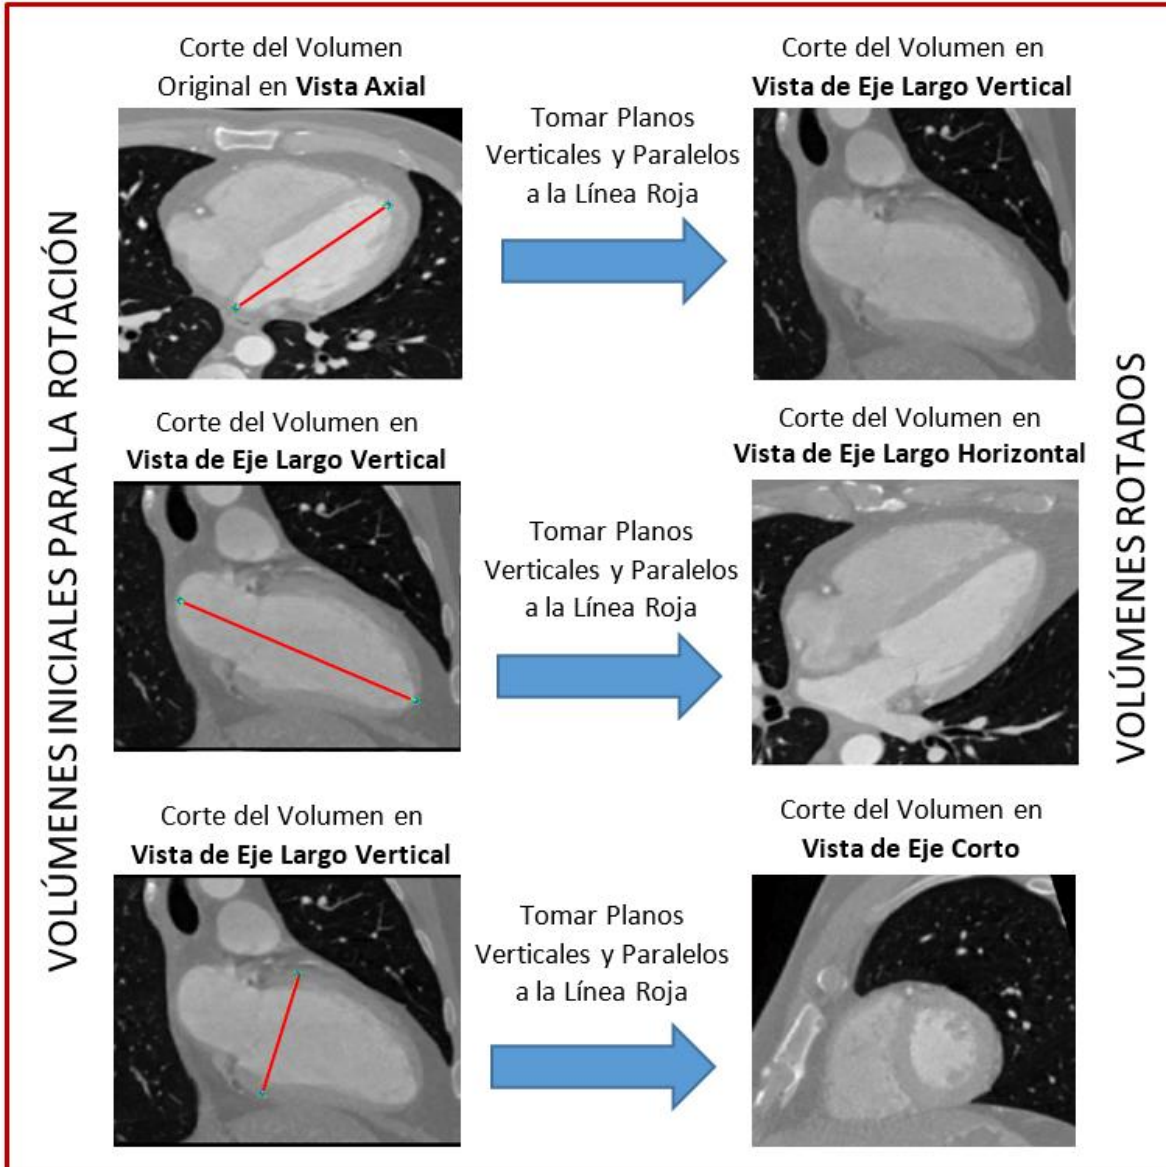 VOLÚMENES INICIALES PARA LA ROTACIÓN
Corte del Volumen
Original en Vista Axial
Tomar Planos
Verticales y Paralelos
a la Línea Roja
Corte del Volumen en
Vista de Eje Largo Vertical
Corte del Volumen en
Vista de Eje Largo Vertical
Tomar Planos
Verticales y Paralelos
a la Línea Roja
Corte del Volumen en
Vista de Eje Largo Horizontal
Corte del Volumen en
Vista de Eje Largo Vertical
Tomar Planos
Verticales y Paralelos
a la Línea Roja
Corte del Volumen en
Vista de Eje Corto
VOLÚMENES ROTADOS